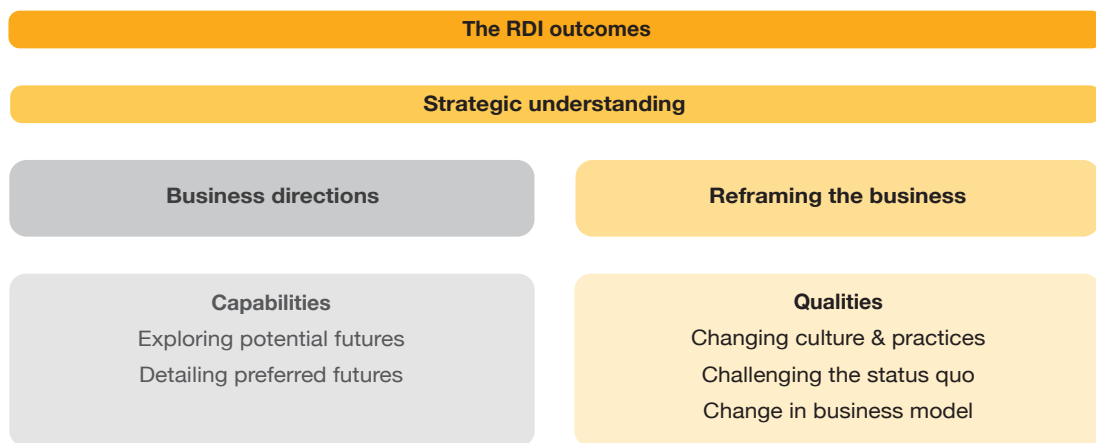 The RDI outcomes
Strategic understanding
Business directions
Reframing the business
Capabilities
Exploring potential futures
Detailing preferred futures
Qualities
Changing culture & practices
Challenging the status quo
Change in business model